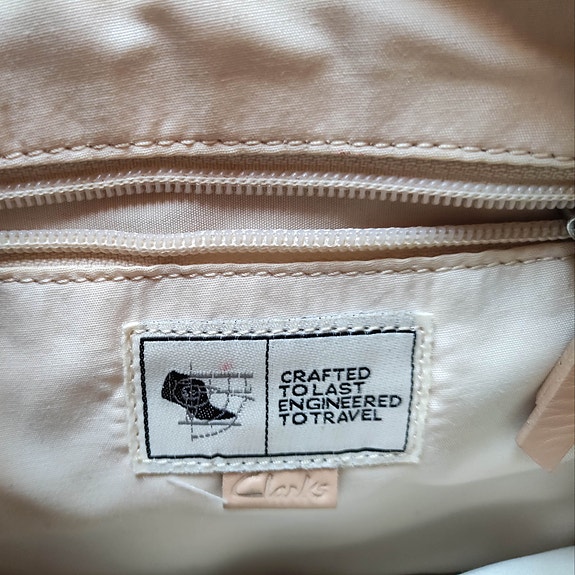 CRAFTED
TO LAST
ENGINEERED
TO TRAVEL
Clarks